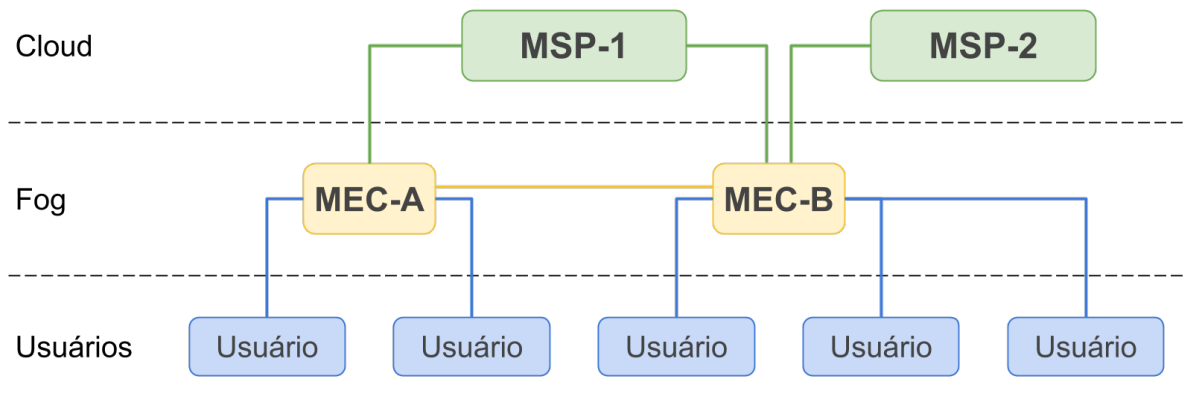 Cloud
MSP-1
MSP-2
Fog
MEC-A
MEC-B
Usuários
Usuário
Usuário
Usuário
Usuário
Usuário